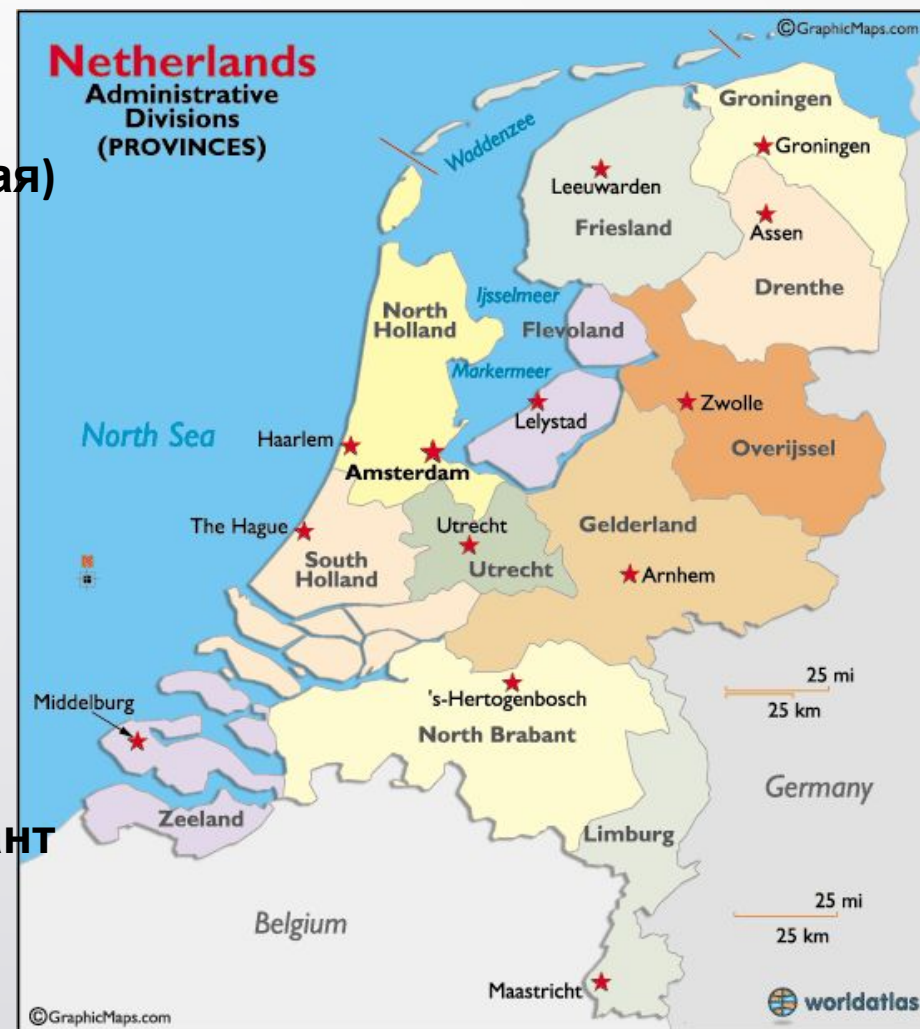 ©GraphicMaps.com
Netherlands
Administrative
Divisions
(PROVINCES)
ая)
Waddenzee
Groningen
Groningen
Leeuwarden
Friesland
Assen
Drenthe
North
Holland
Ijsselmeer
Flevoland
Markermeer
Lelystad
Zwolle
Overijssel
North Sea
Haarlem
Amsterdam
The Hague
Utrecht
Gelderland
South
Holland
Utrecht
Arnhem
N
25 mi
25 km
Middelburg
's-Hertogenbosch
North Brabant
Germany
Zeeland
Limburg
нт
Belgium
25 mi
25 km
Maastricht
©GraphicMaps.com
worldatlas